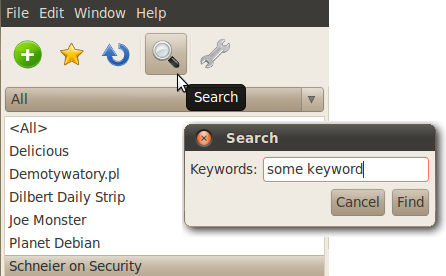 File Edit Window Help
Search
All
<All>
Delicious
Demotywatory.pl
Dilbert Daily Strip
Joe Monster
Planet Debian
Schneier on Security
Search
Keywords: some keyword
Cancel Find